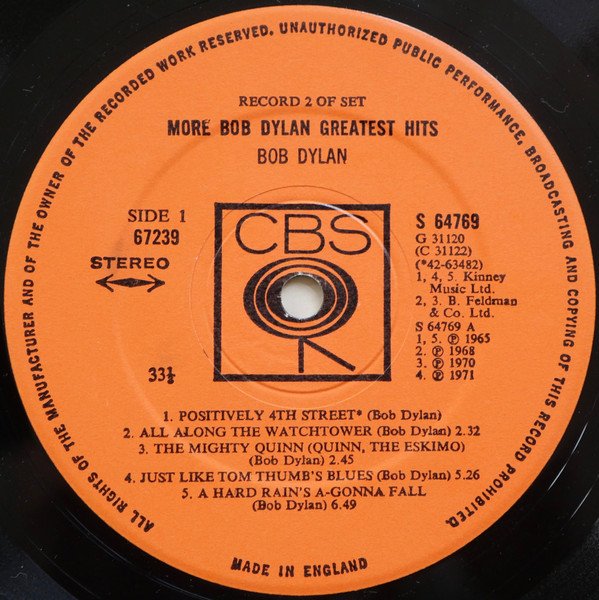 ALL RIGHTS OF THE MANUFACTURER AND OF THE OWNER OF THE RECORDED WORK RESERVED. UNAUTHORIZED PUBLIC PERFORMANCE, BROADCASTING AND COPYING OF THIS RECORD PROHIBITED.
RECORD 2 OF SET
MORE BOB DYLAN GREATEST HITS
BOB DYLAN
SIDE 1
67239
STEREO
33⅓
CBS
S 64769
G 31120
(C 31122)
(*42-63482)
1, 4, 5. Kinney
Music Ltd.
2, 3. B. Feldman
& Co. Ltd.
S 64769 A
1, 5. ℗ 1965
2. ℗ 1968
3. ℗ 1970
4. ℗ 1971
1. POSITIVELY 4TH STREET* (Bob Dylan)
2. ALL ALONG THE WATCHTOWER (Bob Dylan) 2.32
3. THE MIGHTY QUINN (QUINN, THE ESKIMO)
(Bob Dylan) 2.45
4. JUST LIKE TOM THUMB'S BLUES (Bob Dylan) 5.26
5. A HARD RAIN'S A-GONNA FALL
(Bob Dylan) 6.49
MADE IN ENGLAND